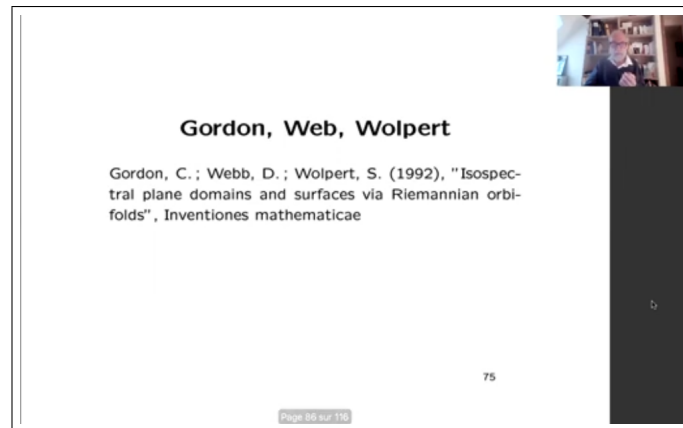 Gordon, Web, Wolpert
Gordon, C.; Webb, D.; Wolpert, S. (1992), "Isospec-
tral plane domains and surfaces via Riemannian orbi-
folds", Inventiones mathematicae
75
Page 86 sur 116